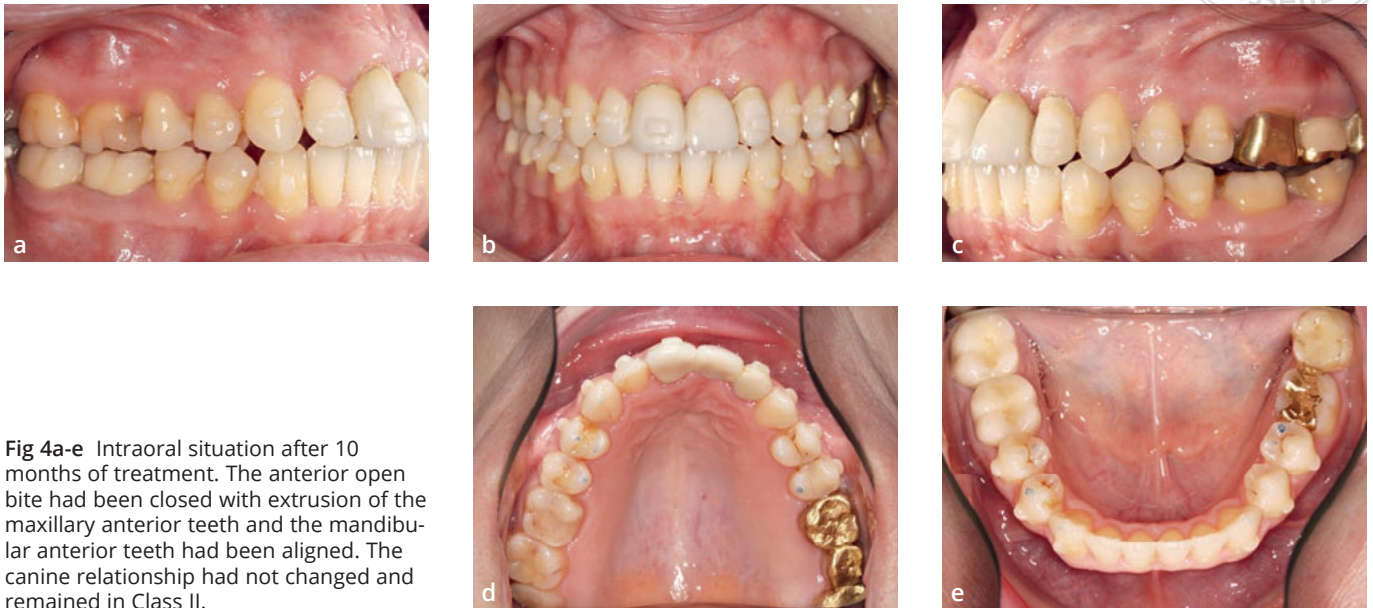 a
b
c
Fig 4a-e Intraoral situation after 10
months of treatment. The anterior open
bite had been closed with extrusion of the
maxillary anterior teeth and the mandibu-
lar anterior teeth had been aligned. The
canine relationship had not changed and
remained in Class II.
d
e